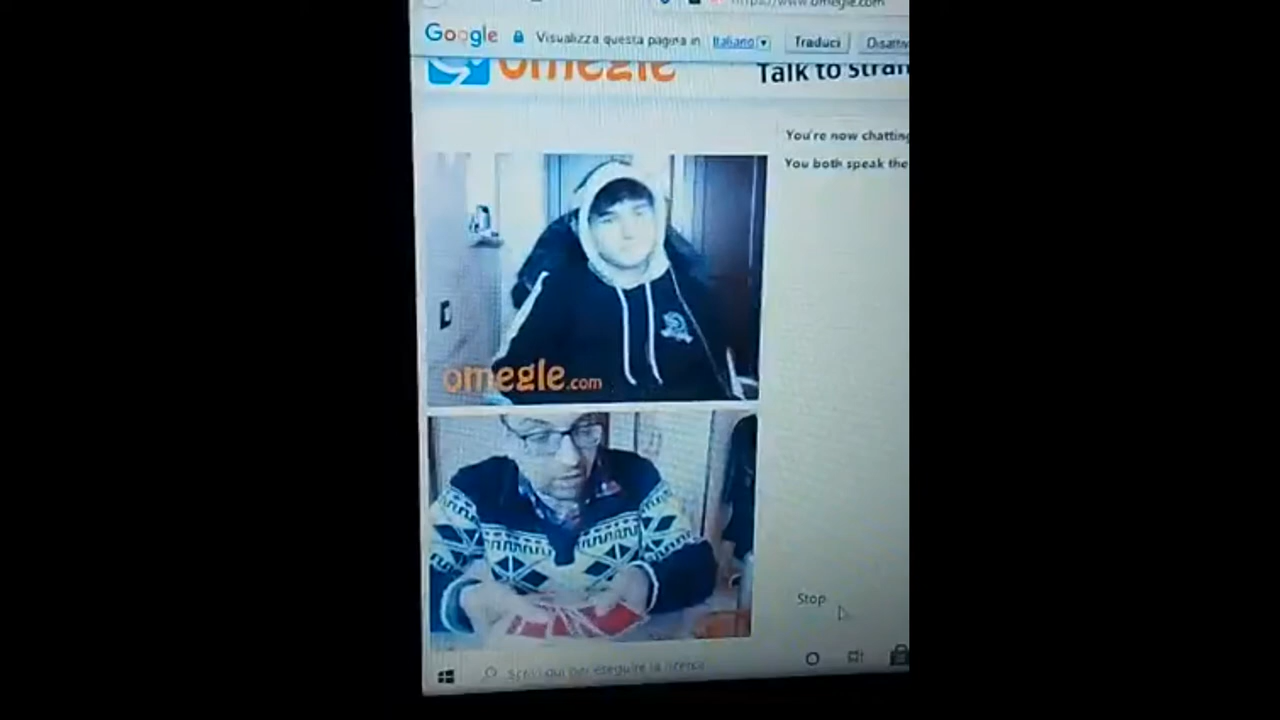 Google Visualizza questa pagina in Italiano Traduci
omegle Talk to
You're now chatting
You both speak the
omegle.com
Stop